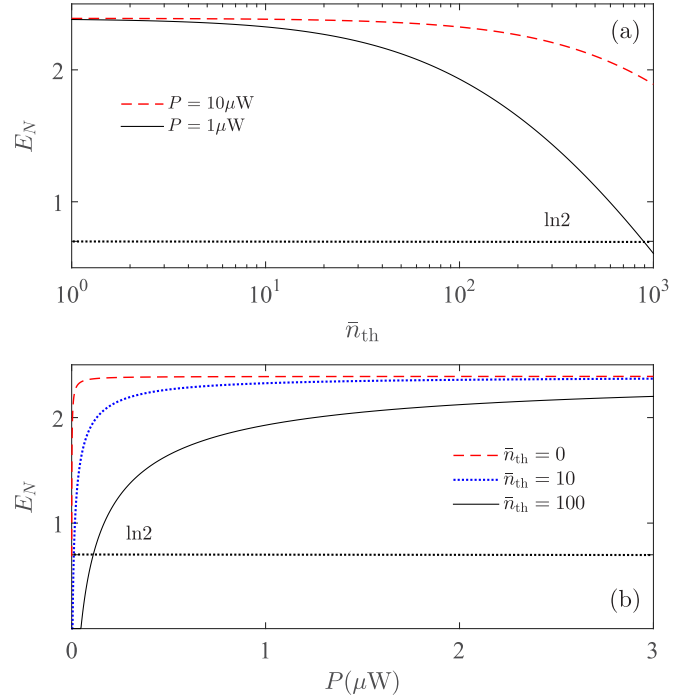 (a)
2
P = 10μW
P = 1μW
E_N
1
ln2
10^0 10^1 10^2 10^3
n̄_th
2
n̄_th = 0
n̄_th = 10
n̄_th = 100
E_N
1
ln2
(b)
0 1 2 3
P(μW)